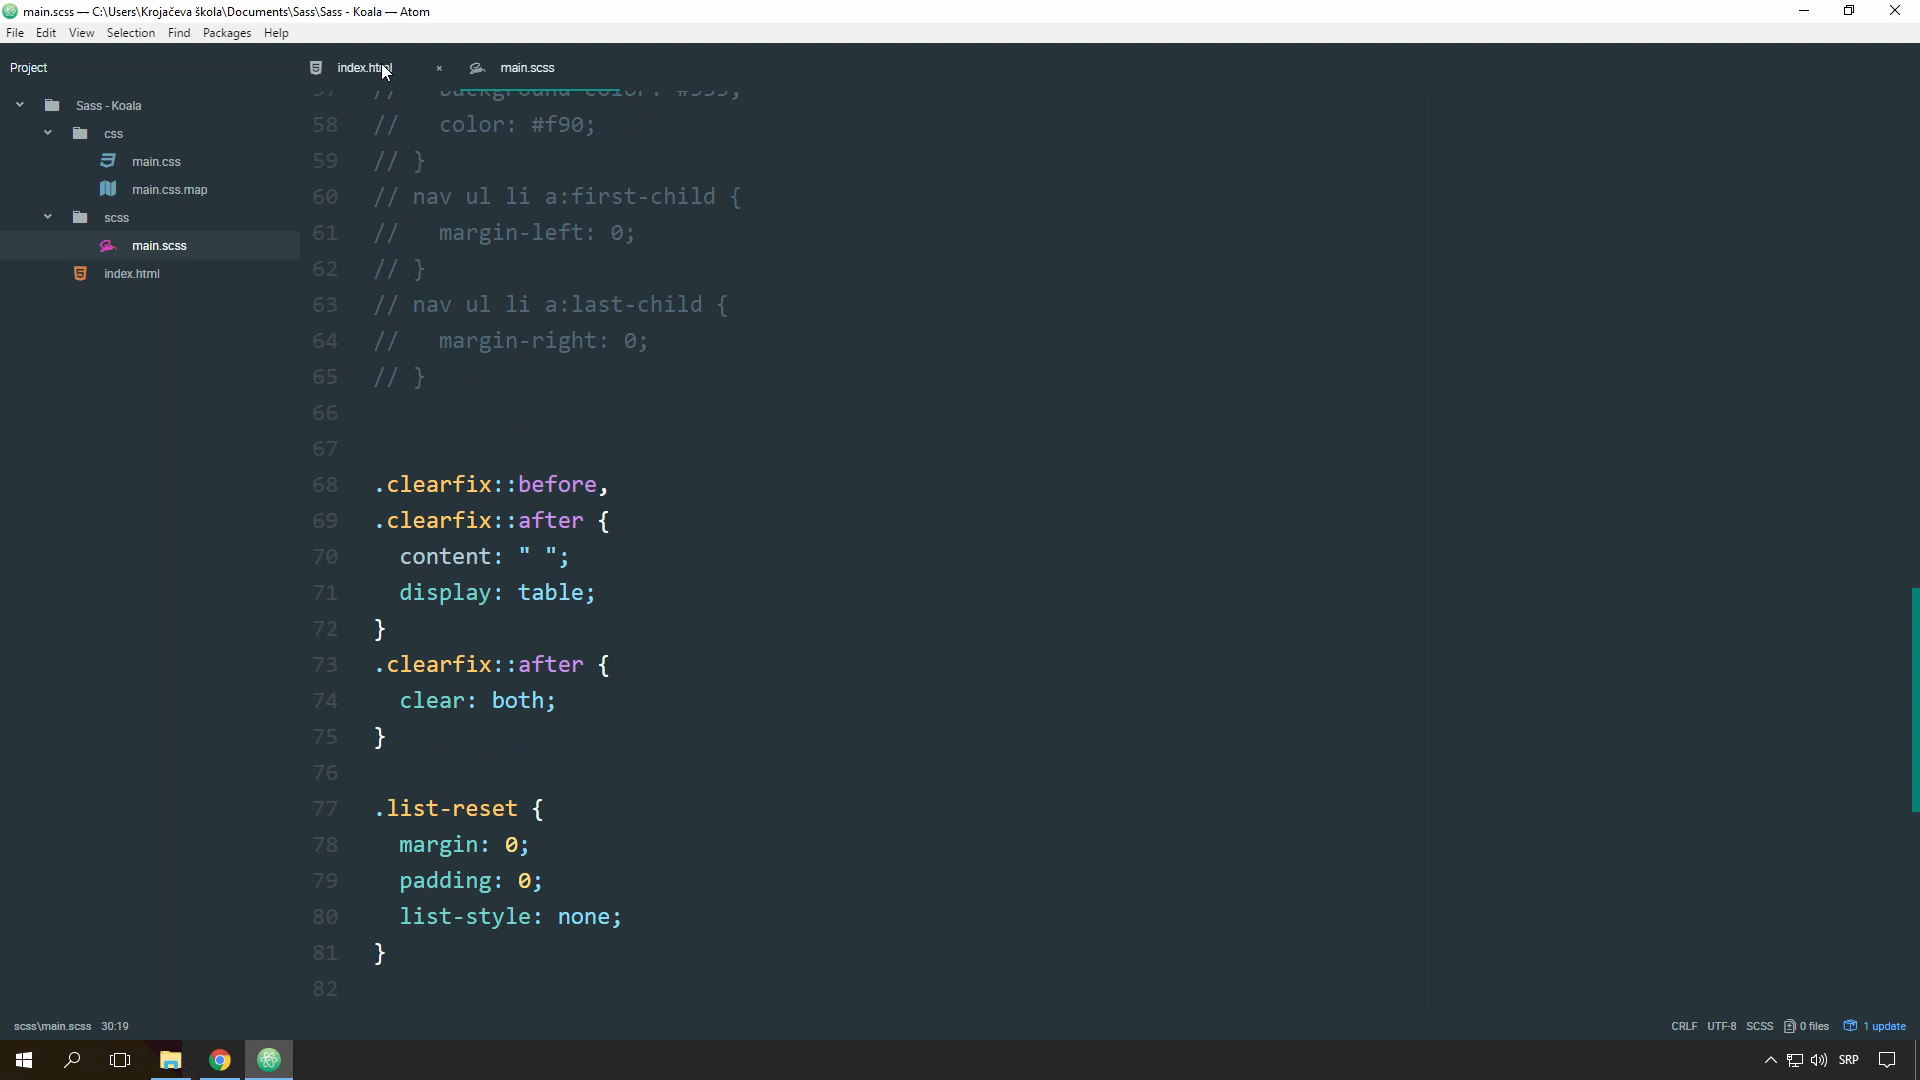 main.scss — C:\Users\Krojačeva škola\Documents\Sass\Sass - Koala — Atom
File Edit View Selection Find Packages Help
Project
index.html × main.scss
Sass - Koala
css
main.css
main.css.map
scss
main.scss
index.html
57 // background-color: #333;
58 // color: #f90;
59 // }
60 // nav ul li a:first-child {
61 // margin-left: 0;
62 // }
63 // nav ul li a:last-child {
64 // margin-right: 0;
65 // }
66
67
68 .clearfix::before,
69 .clearfix::after {
70 content: " ";
71 display: table;
72 }
73 .clearfix::after {
74 clear: both;
75 }
76
77 .list-reset {
78 margin: 0;
79 padding: 0;
80 list-style: none;
81 }
82
scss\main.scss 30:19 CRLF UTF-8 SCSS 0 files 1 update
SRP